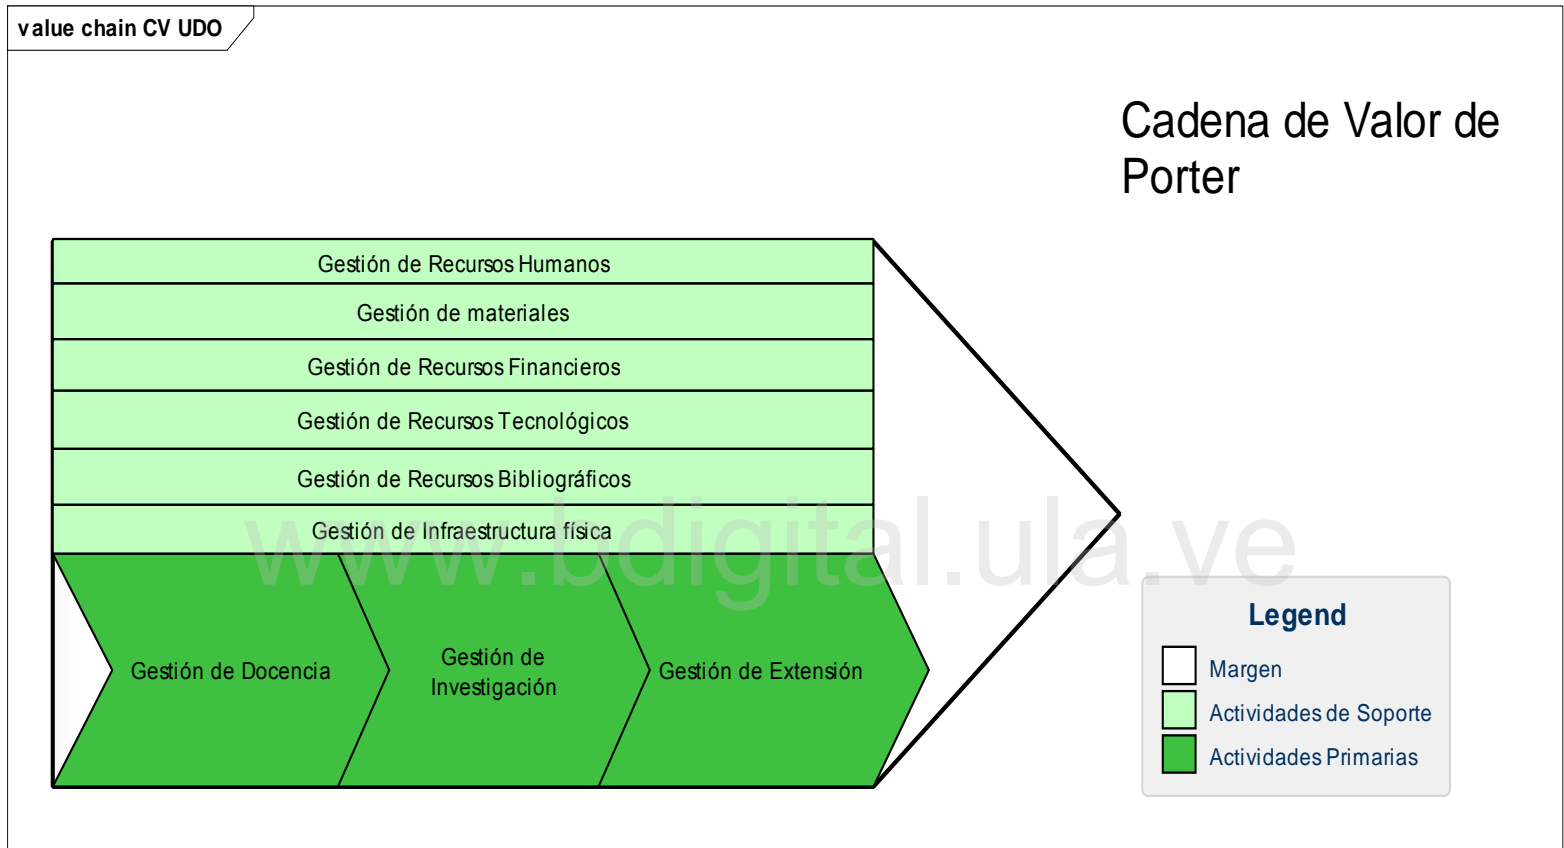 value chain CV UDO
Cadena de Valor de
Porter
Gestión de Recursos Humanos
Gestión de materiales
Gestión de Recursos Financieros
Gestión de Recursos Tecnológicos
Gestión de Recursos Bibliográficos
Gestión de Infraestructura física
www.bdigital.ula.ve
Gestión de Docencia
Gestión de
Investigación
Gestión de Extensión
Legend
Margen
Actividades de Soporte
Actividades Primarias